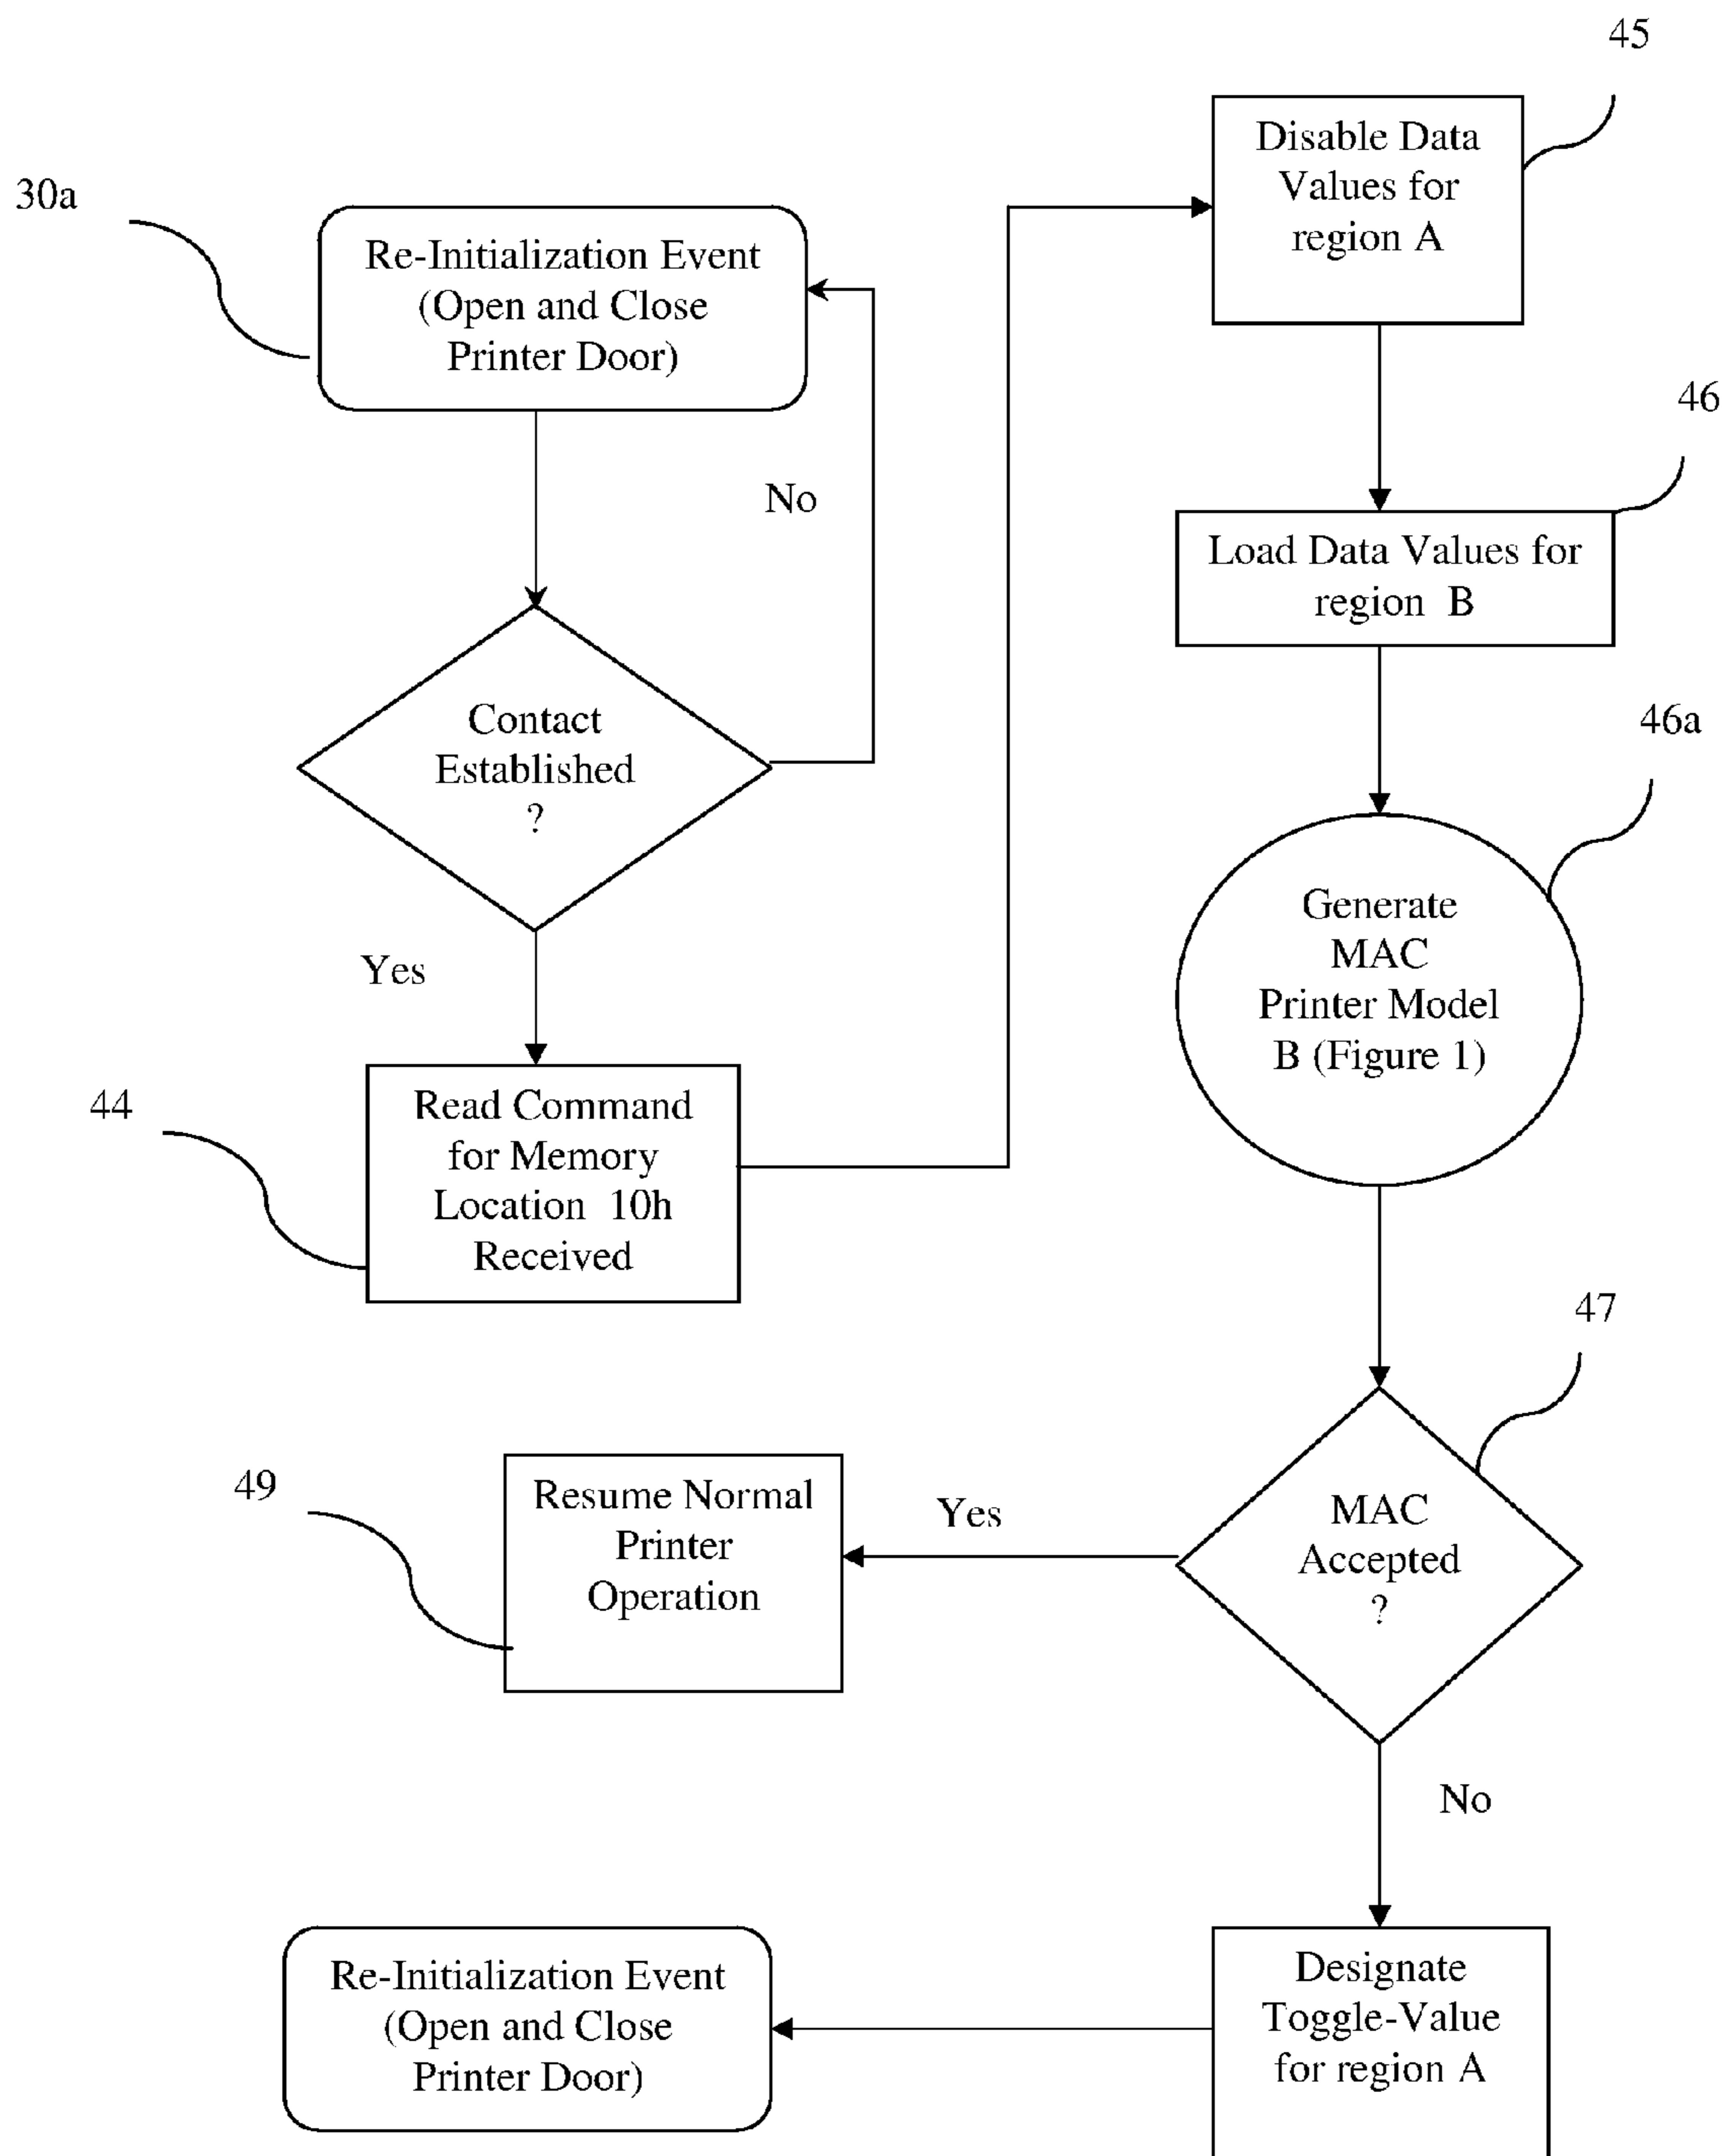 45
Disable Data
Values for
region A
30a
Re-Initialization Event
(Open and Close
Printer Door)
46
No
Load Data Values for
region B
46a
Contact
Established
?
Generate
MAC
Printer Model
B (Figure 1)
Yes
44
Read Command
for Memory
Location 10h
Received
47
49
Resume Normal
Printer
Operation
Yes
MAC
Accepted
?
No
Re-Initialization Event
(Open and Close
Printer Door)
Designate
Toggle-Value
for region A